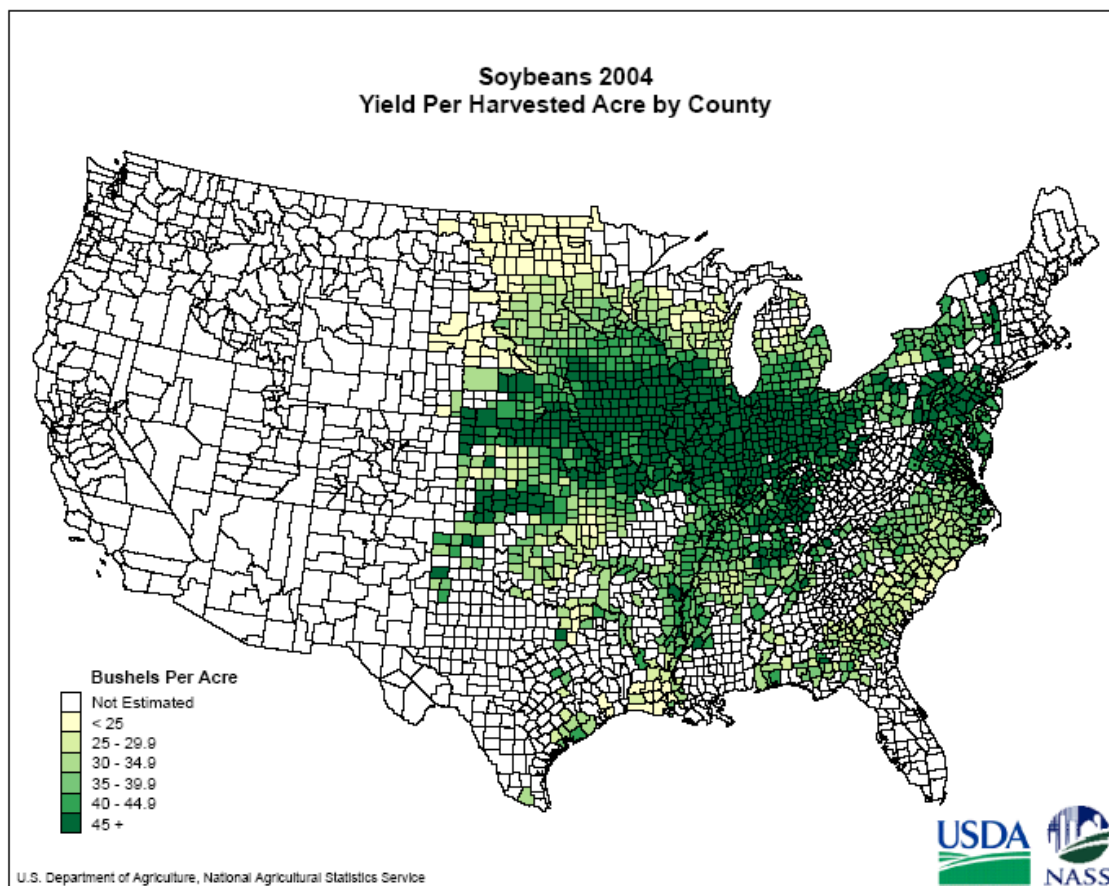 Soybeans 2004
Yield Per Harvested Acre by County
Bushels Per Acre
Not Estimated
< 25
25 - 29.9
30 - 34.9
35 - 39.9
40 - 44.9
45 +
U.S. Department of Agriculture, National Agricultural Statistics Service
USDA
NASS